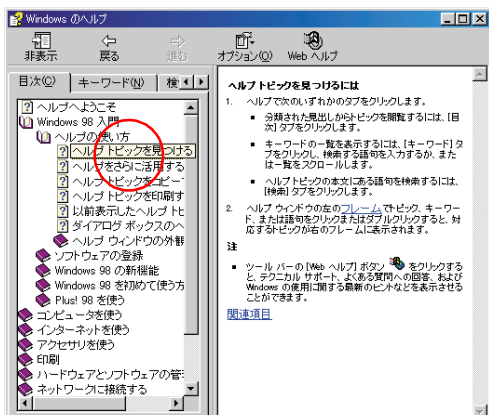 Windows のヘルプ
非表示
戻る
進む
オプション(O)
Web ヘルプ
目次(C)
キーワード(N)
検
? ヘルプへようこそ
Windows 98 入門
ヘルプの使い方
? ヘルプ トピックを見つける
? ヘルプをさらに活用する
? ヘルプ トピックをコピー
? ヘルプ トピックを印刷す
? 以前表示したヘルプ トピ
? ダイアログ ボックスのヘ
ヘルプ ウィンドウの外観
ソフトウェアの登録
Windows 98 の新機能
Windows 98 を初めて使う方
Plus! 98 を使う
コンピュータを使う
インターネットを使う
アクセサリを使う
印刷
ハードウェアとソフトウェアの管
ネットワークに接続する
ヘルプ トピックを見つけるには
1. ヘルプで次のいずれかのタブをクリックします。
■ 分類された見出しからトピックを閲覧するには、[目
次] タブをクリックします。
■ キーワードの一覧を表示するには、[キーワード] タ
ブをクリックし、検索する語句を入力するか、また
は一覧をスクロールします。
■ ヘルプ トピックの本文にある語句を検索するには、
[検索] タブをクリックします。
2. ヘルプ ウィンドウの左のフレームでトピック、キーワー
ド、または語句をクリックまたはダブルクリックすると、対
応するトピックが右のフレームに表示されます。
注
■ ツール バーの [Web ヘルプ] ボタン をクリックする
と、テクニカル サポート、よくある質問への回答、および
Windows の使用に関する最新のヒントなどを表示させる
ことができます。
関連項目